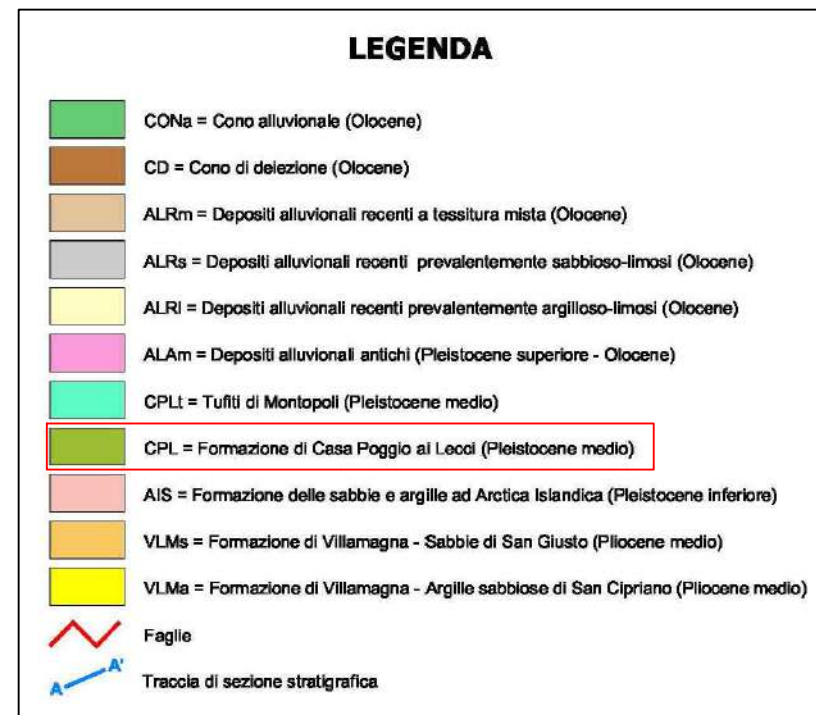 LEGENDA
CONa = Cono alluvionale (Olocene)
CD = Cono di deiezione (Olocene)
ALRm = Depositi alluvionali recenti a tessitura mista (Olocene)
ALRs = Depositi alluvionali recenti prevalentemente sabbioso-limosi (Olocene)
ALRl = Depositi alluvionali recenti prevalentemente argilloso-limosi (Olocene)
ALAm = Depositi alluvionali antichi (Pleistocene superiore - Olocene)
CPLt = Tufiti di Montopoli (Pleistocene medio)
CPL = Formazione di Casa Poggio ai Lecci (Pleistocene medio)
AIS = Formazione delle sabbie e argille ad Arctica Islandica (Pleistocene inferiore)
VLMs = Formazione di Villamagna - Sabbie di San Giusto (Pliocene medio)
VLMa = Formazione di Villamagna - Argille sabbiose di San Cipriano (Pliocene medio)
Faglie
A A' Traccia di sezione stratigrafica